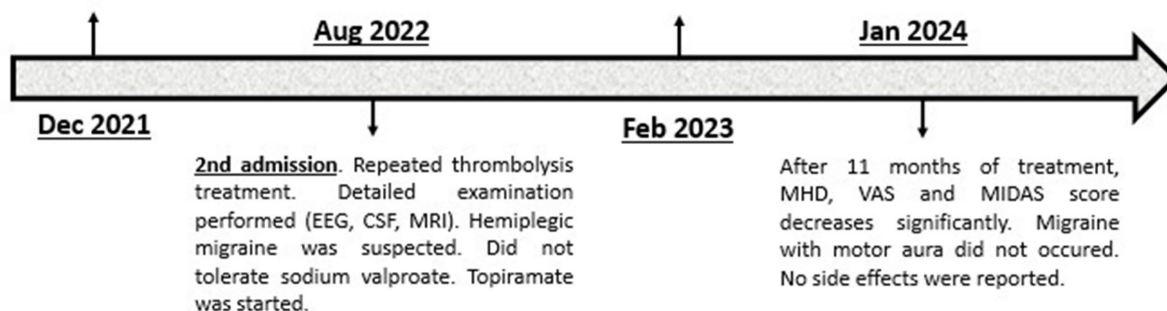 Aug 2022
Jan 2024
Dec 2021
Feb 2023
2nd admission. Repeated thrombolysis
treatment. Detailed examination
performed (EEG, CSF, MRI). Hemiplegic
migraine was suspected. Did not
tolerate sodium valproate. Topiramate
was started.
After 11 months of treatment,
MHD, VAS and MIDAS score
decreases significantly. Migraine
with motor aura did not occured.
No side effects were reported.